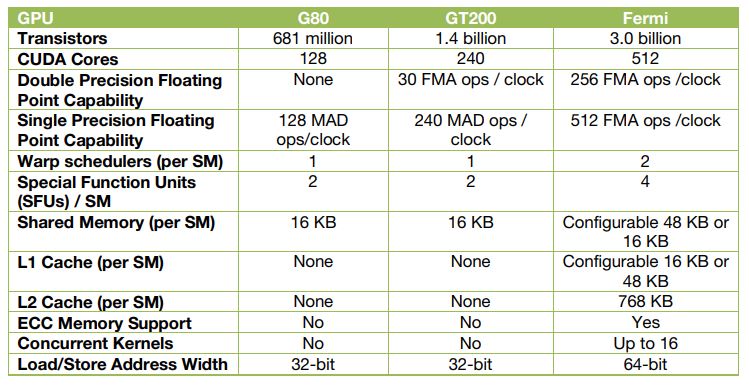 GPU G80 GT200 Fermi
Transistors 681 million 1.4 billion 3.0 billion
CUDA Cores 128 240 512
Double Precision Floating None 30 FMA ops / clock 256 FMA ops /clock
Point Capability
Single Precision Floating 128 MAD 240 MAD ops / 512 FMA ops /clock
Point Capability ops/clock clock
Warp schedulers (per SM) 1 1 2
Special Function Units 2 2 4
(SFUs) / SM
Shared Memory (per SM) 16 KB 16 KB Configurable 48 KB or
16 KB
L1 Cache (per SM) None None Configurable 16 KB or
48 KB
L2 Cache (per SM) None None 768 KB
ECC Memory Support No No Yes
Concurrent Kernels No No Up to 16
Load/Store Address Width 32-bit 32-bit 64-bit